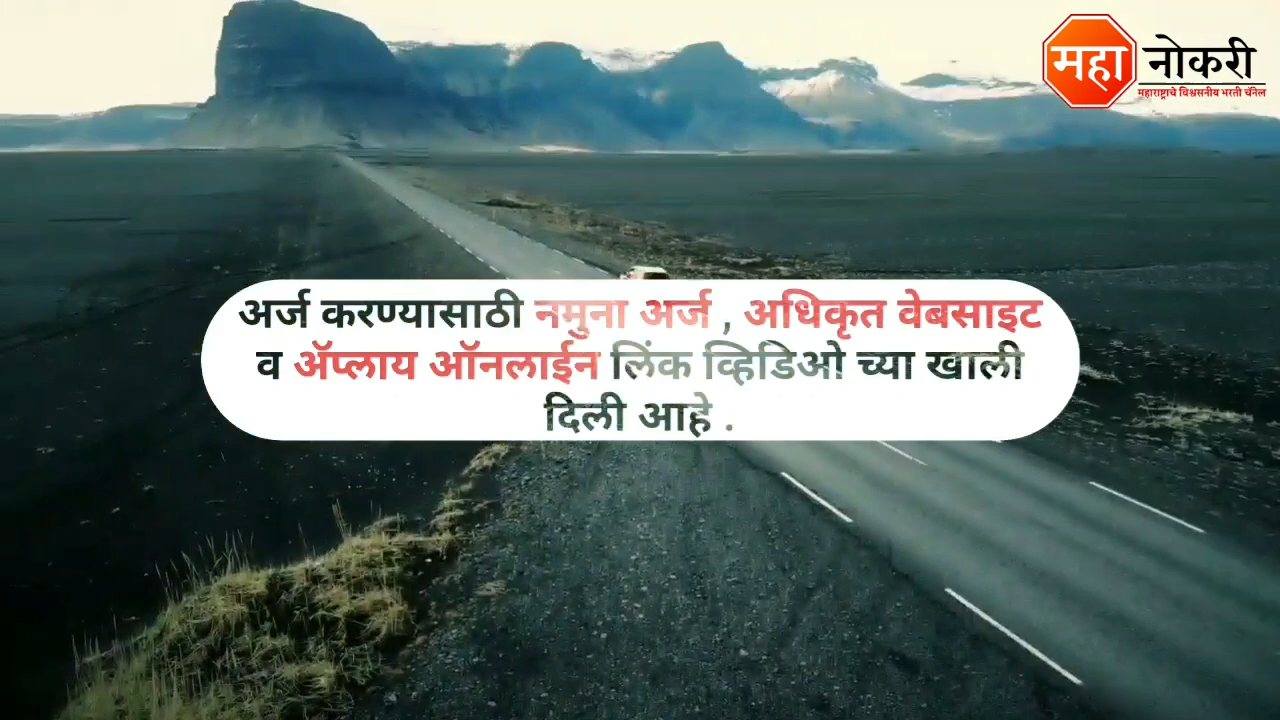 महा नोकरी
महाराष्ट्राचे विश्वसनीय भरती चॅनेल
अर्ज करण्यासाठी नमुना अर्ज , अधिकृत वेबसाइट
व ॲप्लाय ऑनलाईन लिंक व्हिडिओ च्या खाली
दिली आहे .